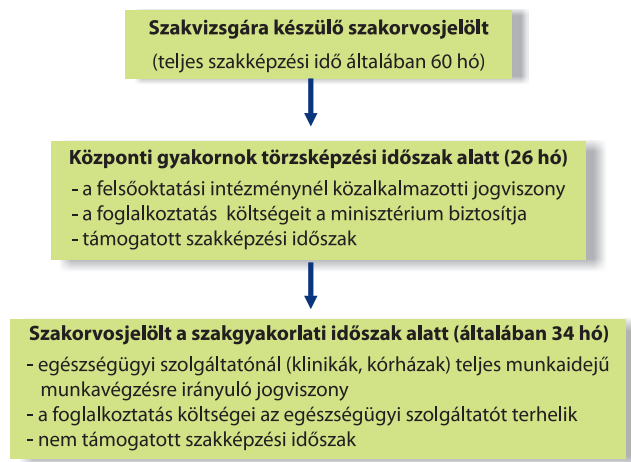 Szakvizsgára készülő szakorvosjelölt
(teljes szakképzési idő általában 60 hó)
Központi gyakornok törzsképzési időszak alatt (26 hó)
- a felsőoktatási intézménynél közalkalmazotti jogviszony
- a foglalkoztatás költségeit a minisztérium biztosítja
- támogatott szakképzési időszak
Szakorvosjelölt a szakgyakorlati időszak alatt (általában 34 hó)
- egészségügyi szolgáltatónál (klinikák, kórházak) teljes munkaidejű
munkavégzésre irányuló jogviszony
- a foglalkoztatás költségei az egészségügyi szolgáltatót terhelik
- nem támogatott szakképzési időszak